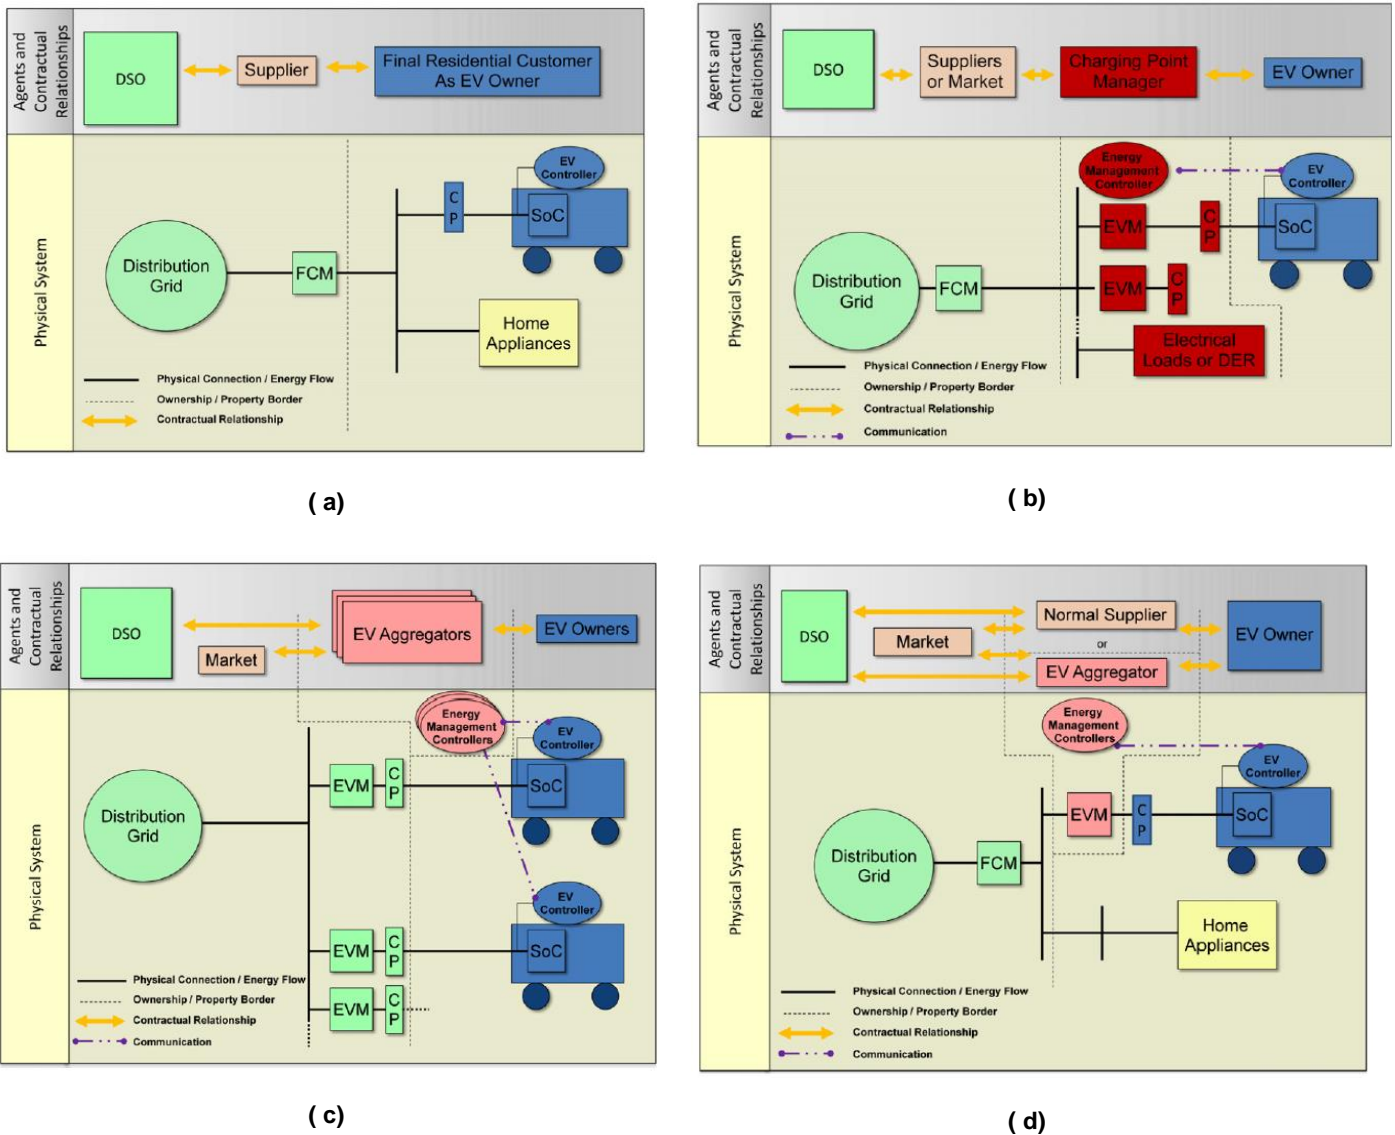 Agents and
Contractual
Relationships
DSO
Supplier
Final Residential Customer
As EV Owner
Physical System
Distribution
Grid
FCM
C
P
EV
Controller
SoC
Home
Appliances
Physical Connection / Energy Flow
Ownership / Property Border
Contractual Relationship
( a)
Agents and
Contractual
Relationships
DSO
Suppliers
or Market
Charging Point
Manager
EV Owner
Physical System
Distribution
Grid
FCM
Energy
Management
Controller
EVM
C
P
EV
Controller
SoC
EVM
C
P
Electrical
Loads or DER
Physical Connection / Energy Flow
Ownership / Property Border
Contractual Relationship
Communication
( b)
Agents and
Contractual
Relationships
DSO
Market
EV Aggregators
EV Owners
Physical System
Distribution
Grid
Energy
Management
Controllers
EVM
C
P
EV
Controller
SoC
EVM
C
P
EV
Controller
SoC
EVM
C
P
Physical Connection / Energy Flow
Ownership / Property Border
Contractual Relationship
Communication
( c)
Agents and
Contractual
Relationships
DSO
Market
Normal Supplier
or
EV Aggregator
EV Owner
Physical System
Distribution
Grid
FCM
Energy
Management
Controllers
EVM
C
P
EV
Controller
SoC
Home
Appliances
Physical Connection / Energy Flow
Ownership / Property Border
Contractual Relationship
Communication
( d)